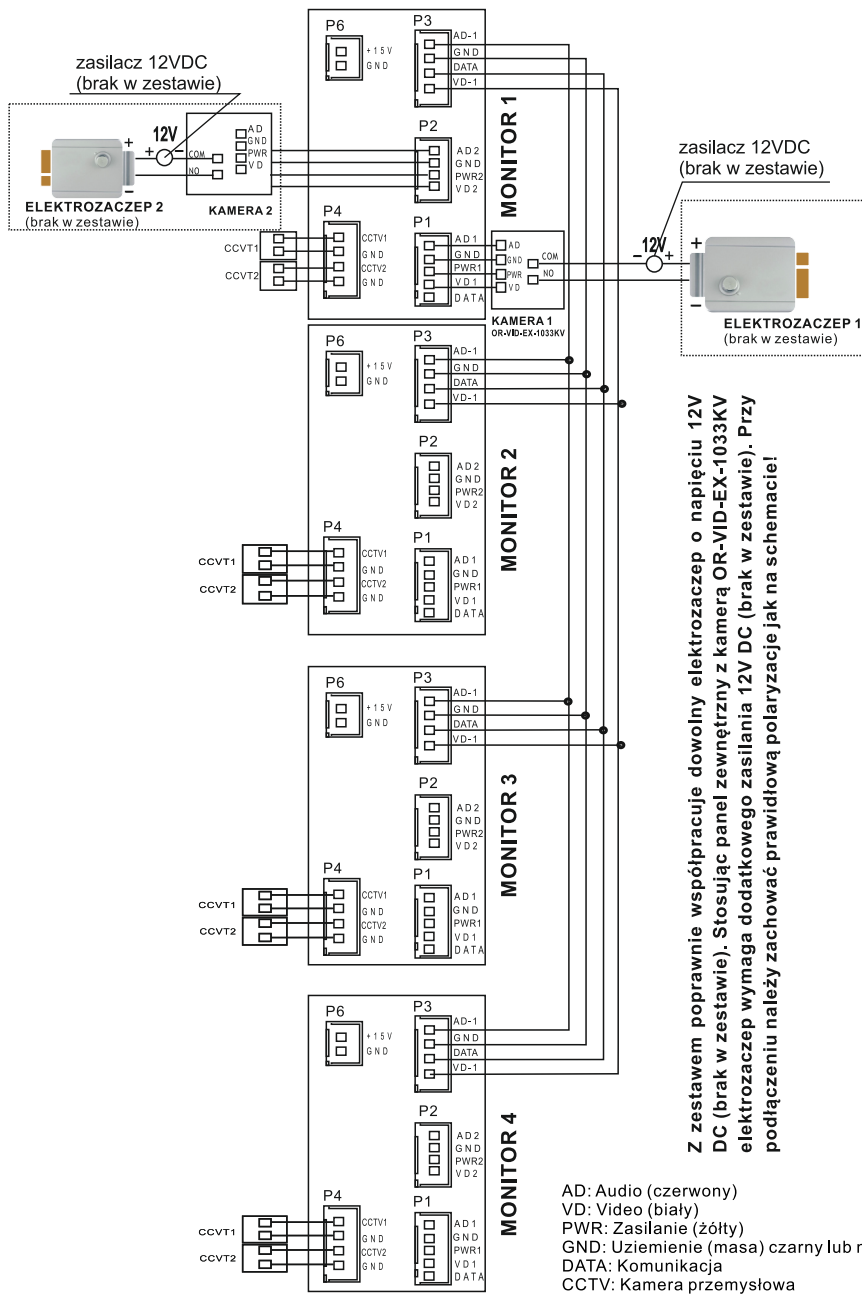 zasilacz 12VDC
(brak w zestawie)
ELEKTROZACZEP 2
(brak w zestawie)
+
-
12V
+ -
COM
NO
AD
GND
PWR
VD
KAMERA 2
MONITOR 1
P6
+15V
GND
P3
AD-1
GND
DATA
VD-1
P2
AD2
GND
PWR2
VD2
P4
CCTV1
GND
CCTV2
GND
CCVT1
CCVT2
P1
AD1
GND
PWR1
VD1
DATA
AD
GND
PWR
VD
COM
NO
KAMERA 1
OR-VID-EX-1033KV
zasilacz 12VDC
(brak w zestawie)
12V
- +
+
-
ELEKTROZACZEP 1
(brak w zestawie)
MONITOR 2
P6
+15V
GND
P3
AD-1
GND
DATA
VD-1
P2
AD2
GND
PWR2
VD2
P4
CCTV1
GND
CCTV2
GND
CCVT1
CCVT2
P1
AD1
GND
PWR1
VD1
DATA
MONITOR 3
P6
+15V
GND
P3
AD-1
GND
DATA
VD-1
P2
AD2
GND
PWR2
VD2
P4
CCTV1
GND
CCTV2
GND
CCVT1
CCVT2
P1
AD1
GND
PWR1
VD1
DATA
MONITOR 4
P6
+15V
GND
P3
AD-1
GND
DATA
VD-1
P2
AD2
GND
PWR2
VD2
P4
CCTV1
GND
CCTV2
GND
CCVT1
CCVT2
P1
AD1
GND
PWR1
VD1
DATA
Z zestawem poprawnie współpracuje dowolny elektrozaczep o napięciu 12V
DC (brak w zestawie). Stosując panel zewnętrzny z kamerą OR-VID-EX-1033KV
elektrozaczep wymaga dodatkowego zasilania 12V DC (brak w zestawie). Przy
podłączeniu należy zachować prawidłową polaryzacje jak na schemacie!
AD: Audio (czerwony)
VD: Video (biały)
PWR: Zasilanie (żółty)
GND: Uziemienie (masa) czarny lub
DATA: Komunikacja
CCTV: Kamera przemysłowa